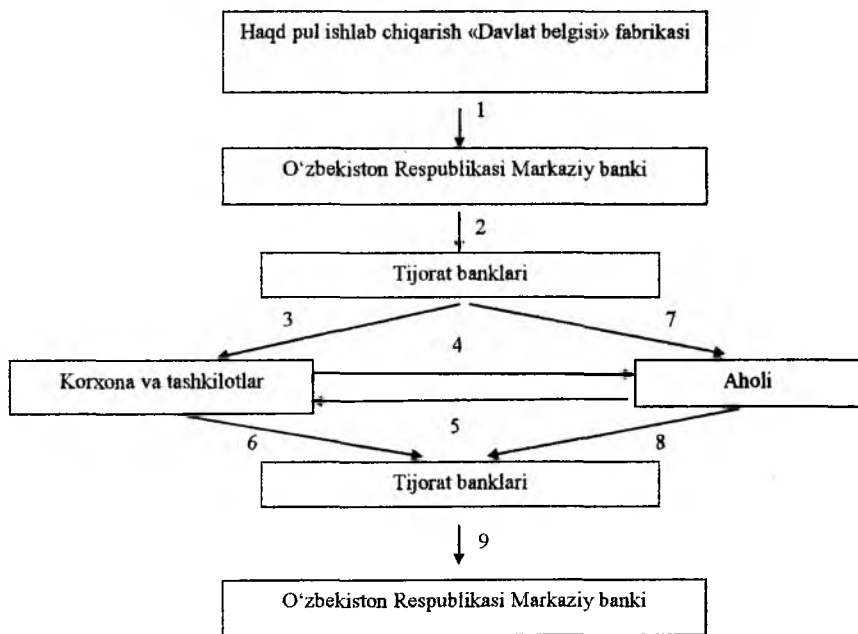 Haqd pul ishlab chiqarish «Davlat belgisi» fabrikasi
1
O‘zbekiston Respublikasi Markaziy banki
2
Tijorat banklari
3
7
4
Korxona va tashkilotlar
Aholi
5
6
8
Tijorat banklari
9
O‘zbekiston Respublikasi Markaziy banki